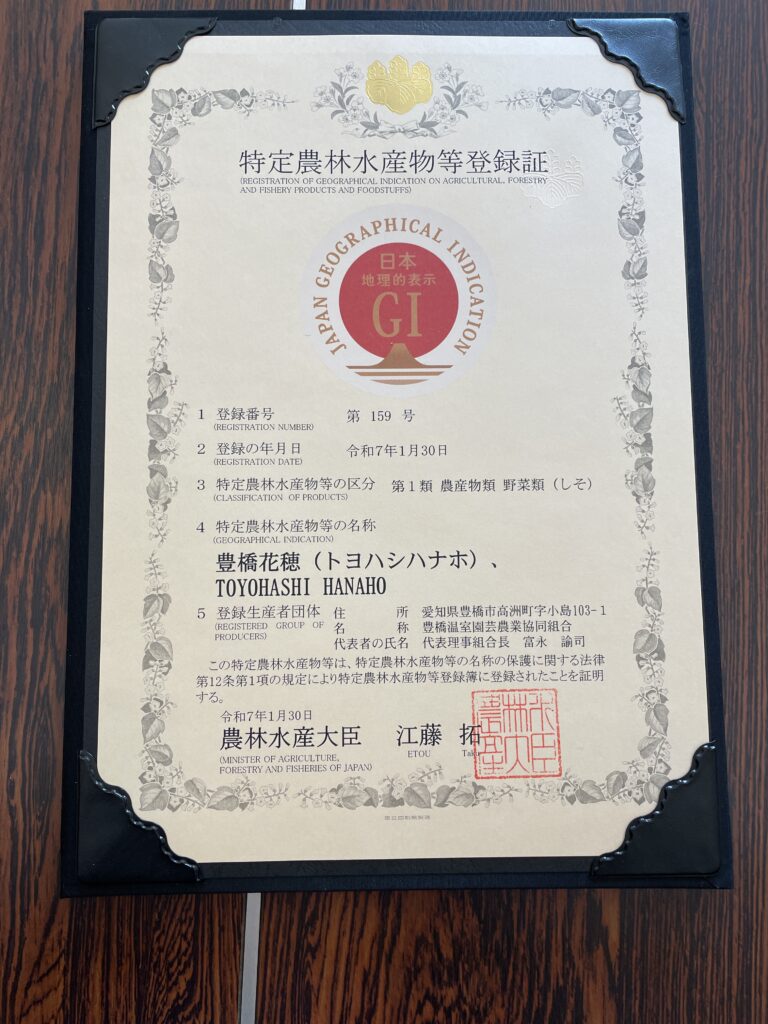 特定農林水産物等登録証
(REGISTRATION OF GEOGRAPHICAL INDICATION ON AGRICULTURAL, FORESTRY
AND FISHERY PRODUCTS AND FOODSTUFFS)
JAPAN GEOGRAPHICAL INDICATION
日本
地理的表示
GI
1 登録番号 第 159 号
(REGISTRATION NUMBER)
2 登録の年月日 令和7年1月30日
(REGISTRATION DATE)
3 特定農林水産物等の区分 第1類 農産物類 野菜類 (しそ)
(CLASSIFICATION OF PRODUCTS)
4 特定農林水産物等の名称
(GEOGRAPHICAL INDICATION)
豊橋花穂 (トヨハシハナホ) 、
TOYOHASHI HANAHO
5 登録生産者団体 住 所 愛知県豊橋市高洲町字小島103-1
(REGISTERED GROUP OF 名 称 豊橋温室園芸農業協同組合
PRODUCERS) 代表者の氏名 代表理事組合長 富永 諭司
この特定農林水産物等は、特定農林水産物等の名称の保護に関する法律
第12条第1項の規定により特定農林水産物等登録簿に登録されたことを証明
する。
令和7年1月30日
農林水産大臣 江藤 拓
(MINISTER OF AGRICULTURE, ETOU Taku
FORESTRY AND FISHERIES OF JAPAN)